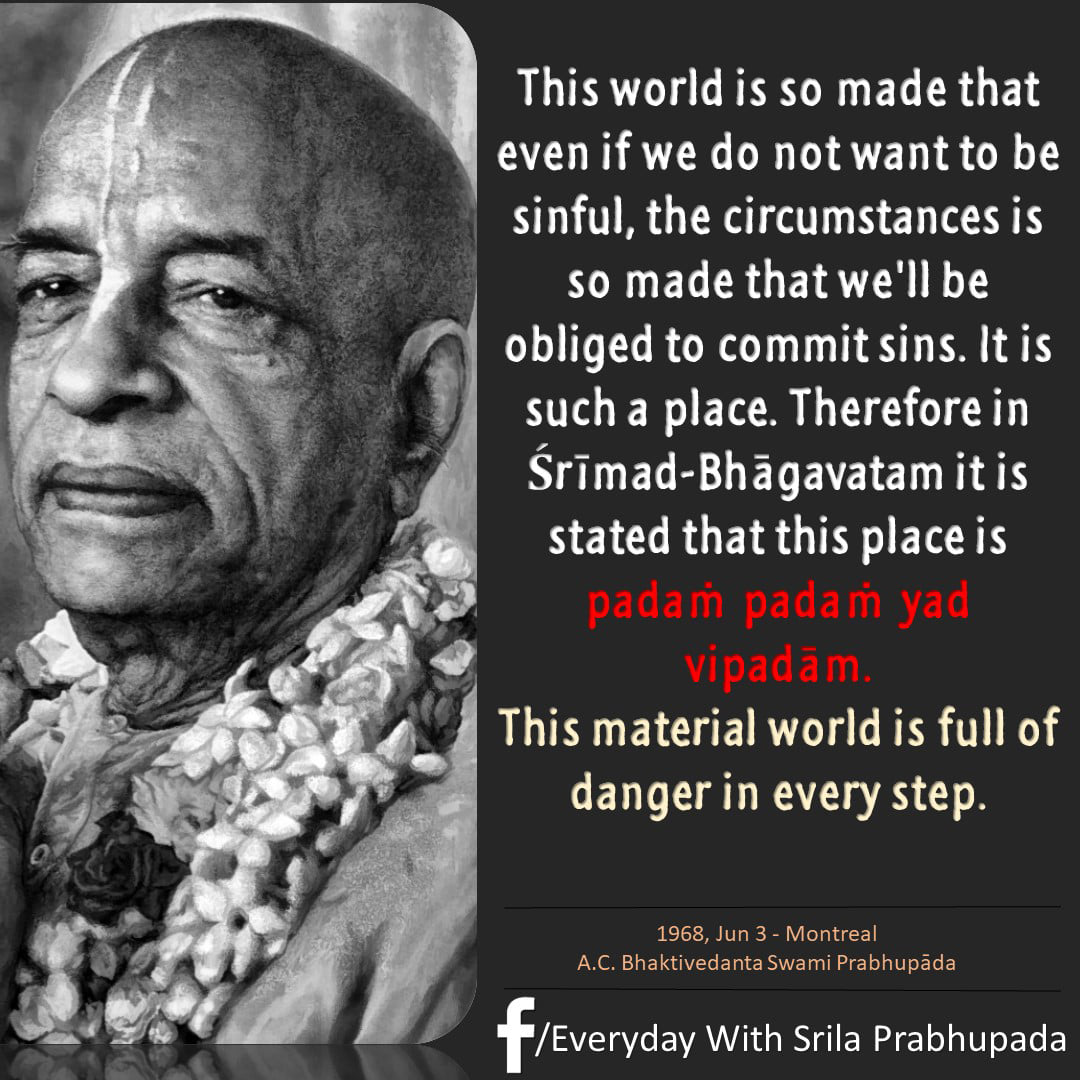 This world is so made that
even if we do not want to be
sinful, the circumstances is
so made that we'll be
obliged to commit sins. It is
such a place. Therefore in
Śrīmad-Bhāgavatam it is
stated that this place is
padaṁ padaṁ yad
vipadām.
This material world is full of
danger in every step.
1968, Jun 3 - Montreal
A.C. Bhaktivedanta Swami Prabhupāda
f/Everyday With Srila Prabhupada